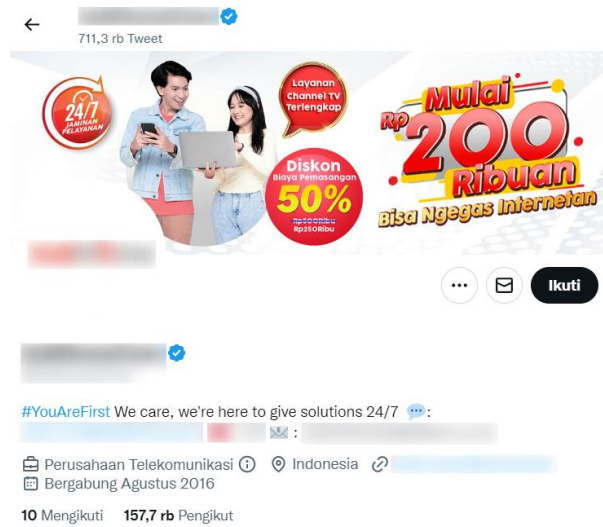 711,3 rb Tweet
24/7
JAMINAN
PELAYANAN
Layanan
Channel TV
Terlengkap
Diskon
Biaya Pemasangan
50%
Rp500Ribu
Rp250Ribu
Mulai
Rp 200
Ribuan
Bisa Ngegas Internetan
Ikuti
#YouAreFirst We care, we're here to give solutions 24/7 💬:
:
Perusahaan Telekomunikasi Indonesia
Bergabung Agustus 2016
10 Mengikuti 157,7 rb Pengikut